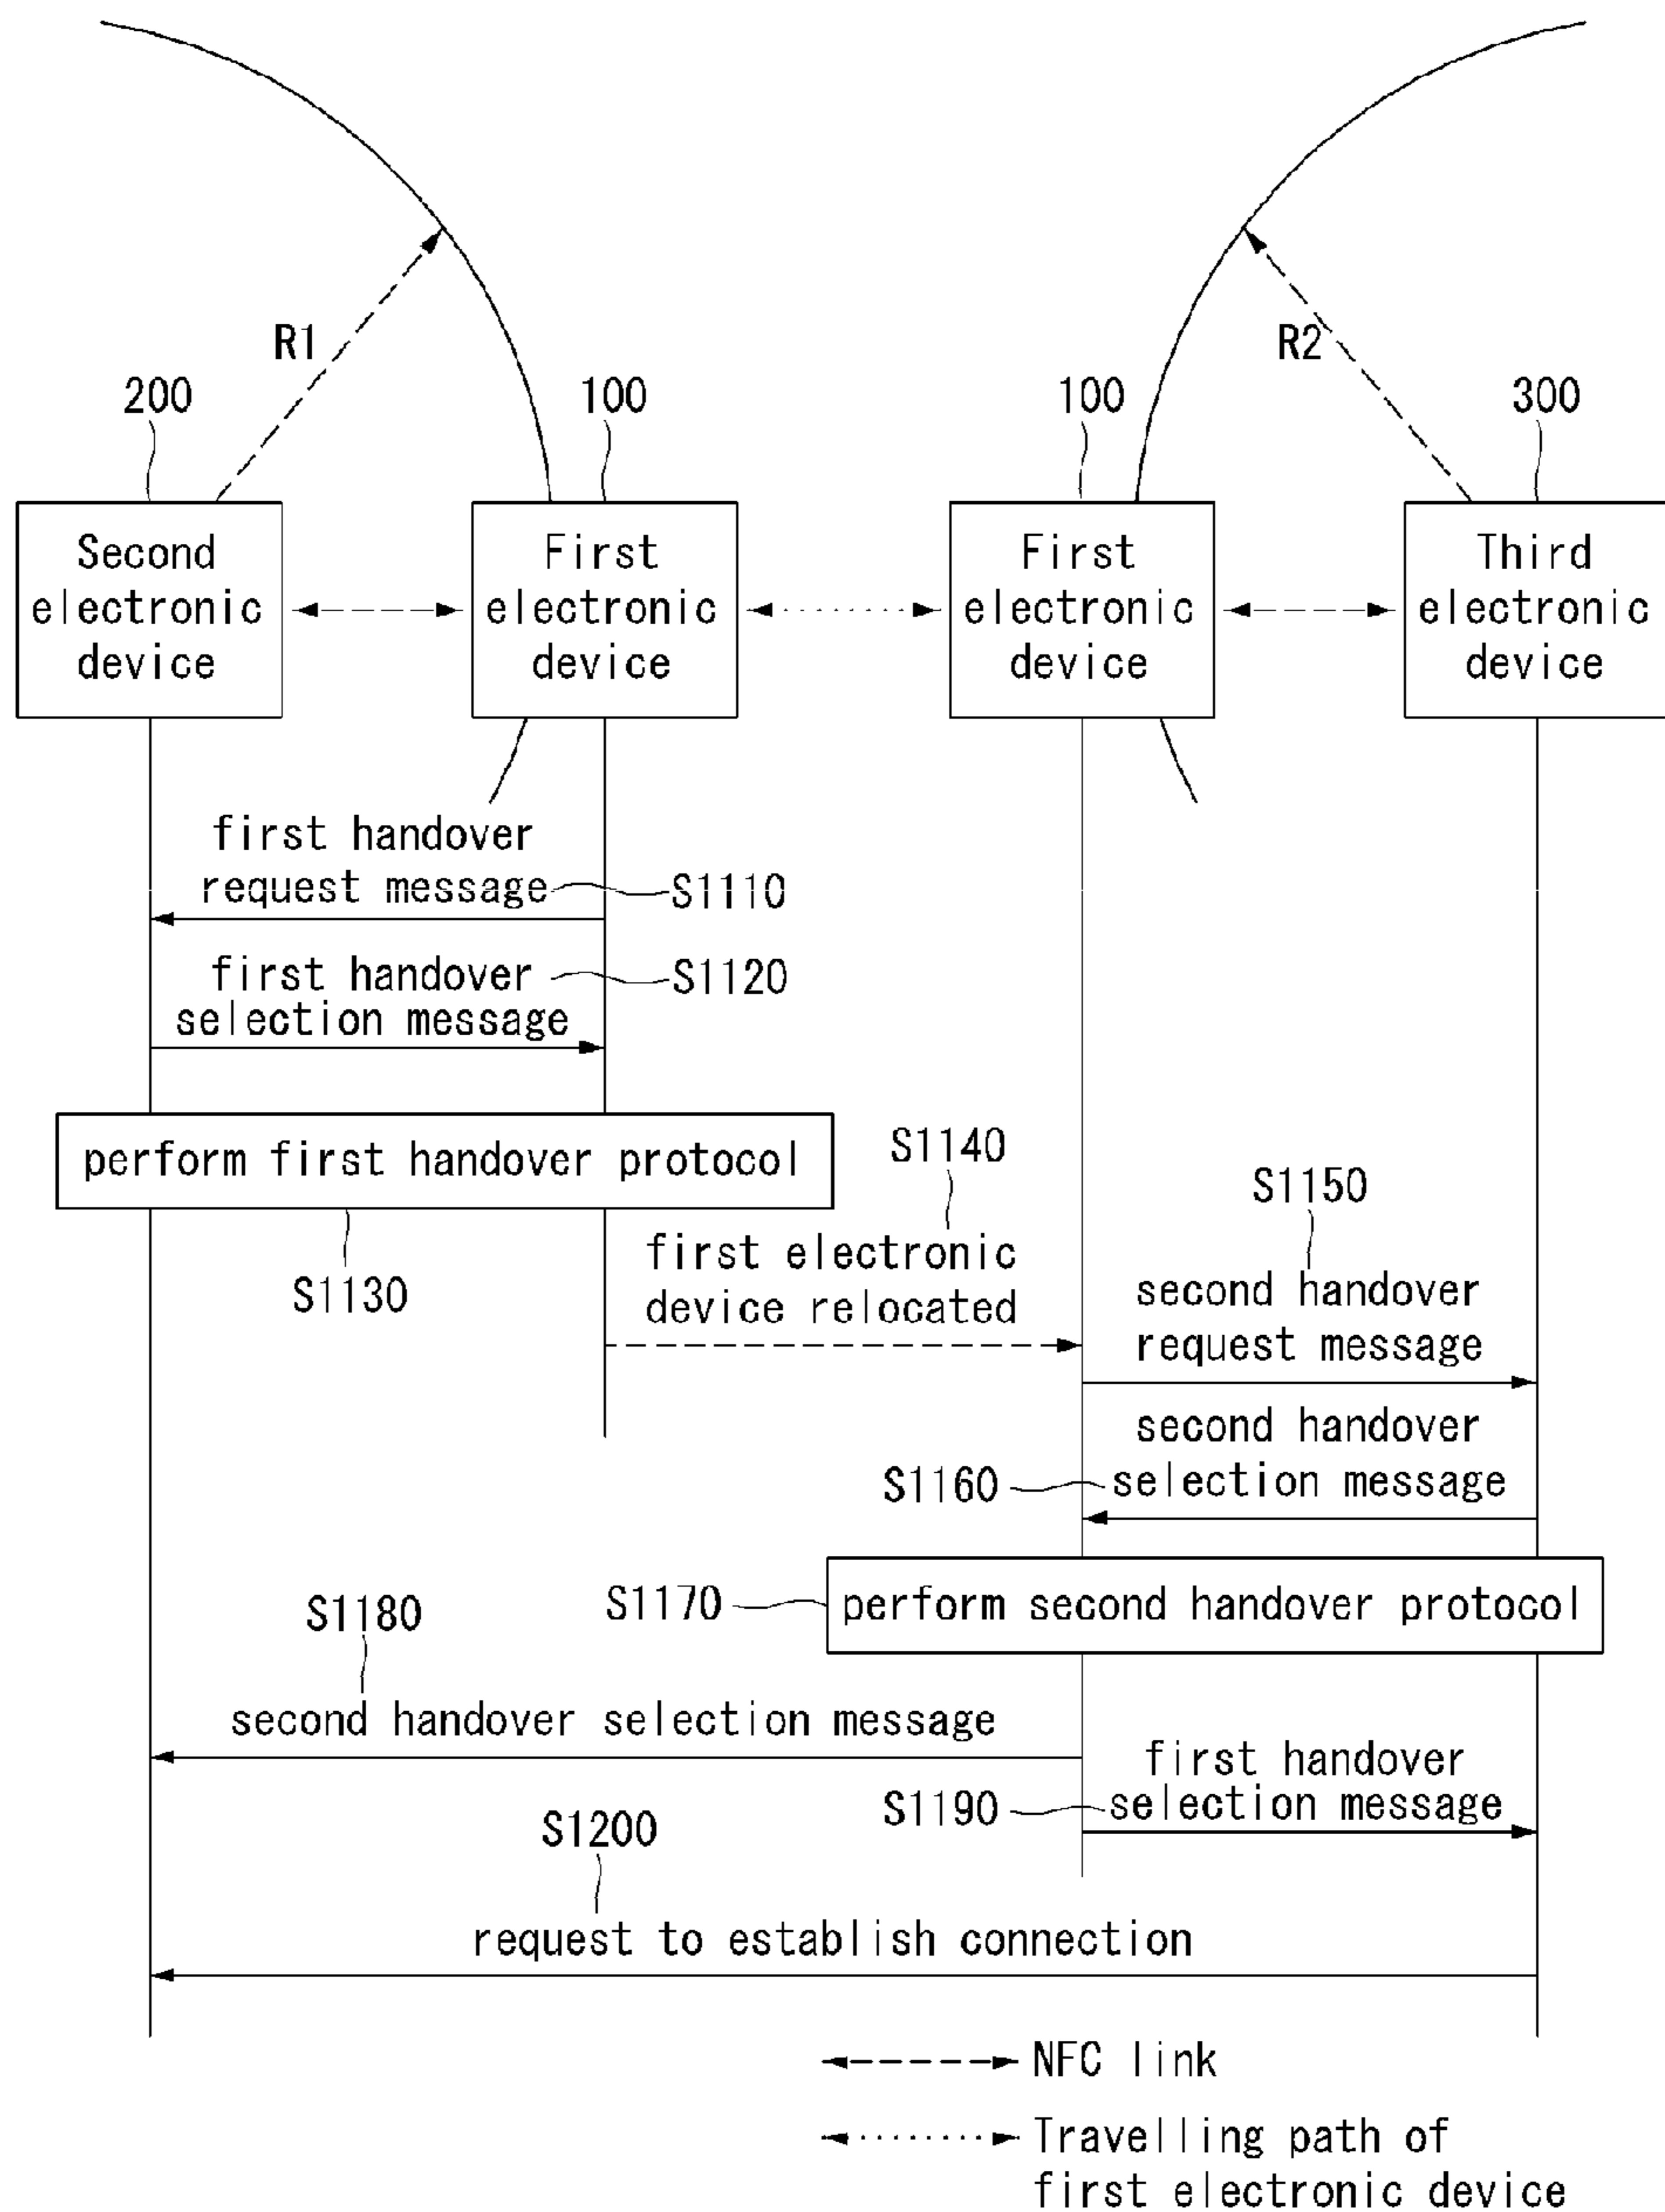 R1
R2
200
100
100
300
Second
electronic
device
First
electronic
device
First
electronic
device
Third
electronic
device
first handover
request message
S1110
first handover
selection message
S1120
perform first handover protocol
S1130
S1140
first electronic
device relocated
S1150
second handover
request message
second handover
selection message
S1160
S1170
perform second handover protocol
S1180
second handover selection message
first handover
selection message
S1190
S1200
request to establish connection
NFC link
Travelling path of
first electronic device